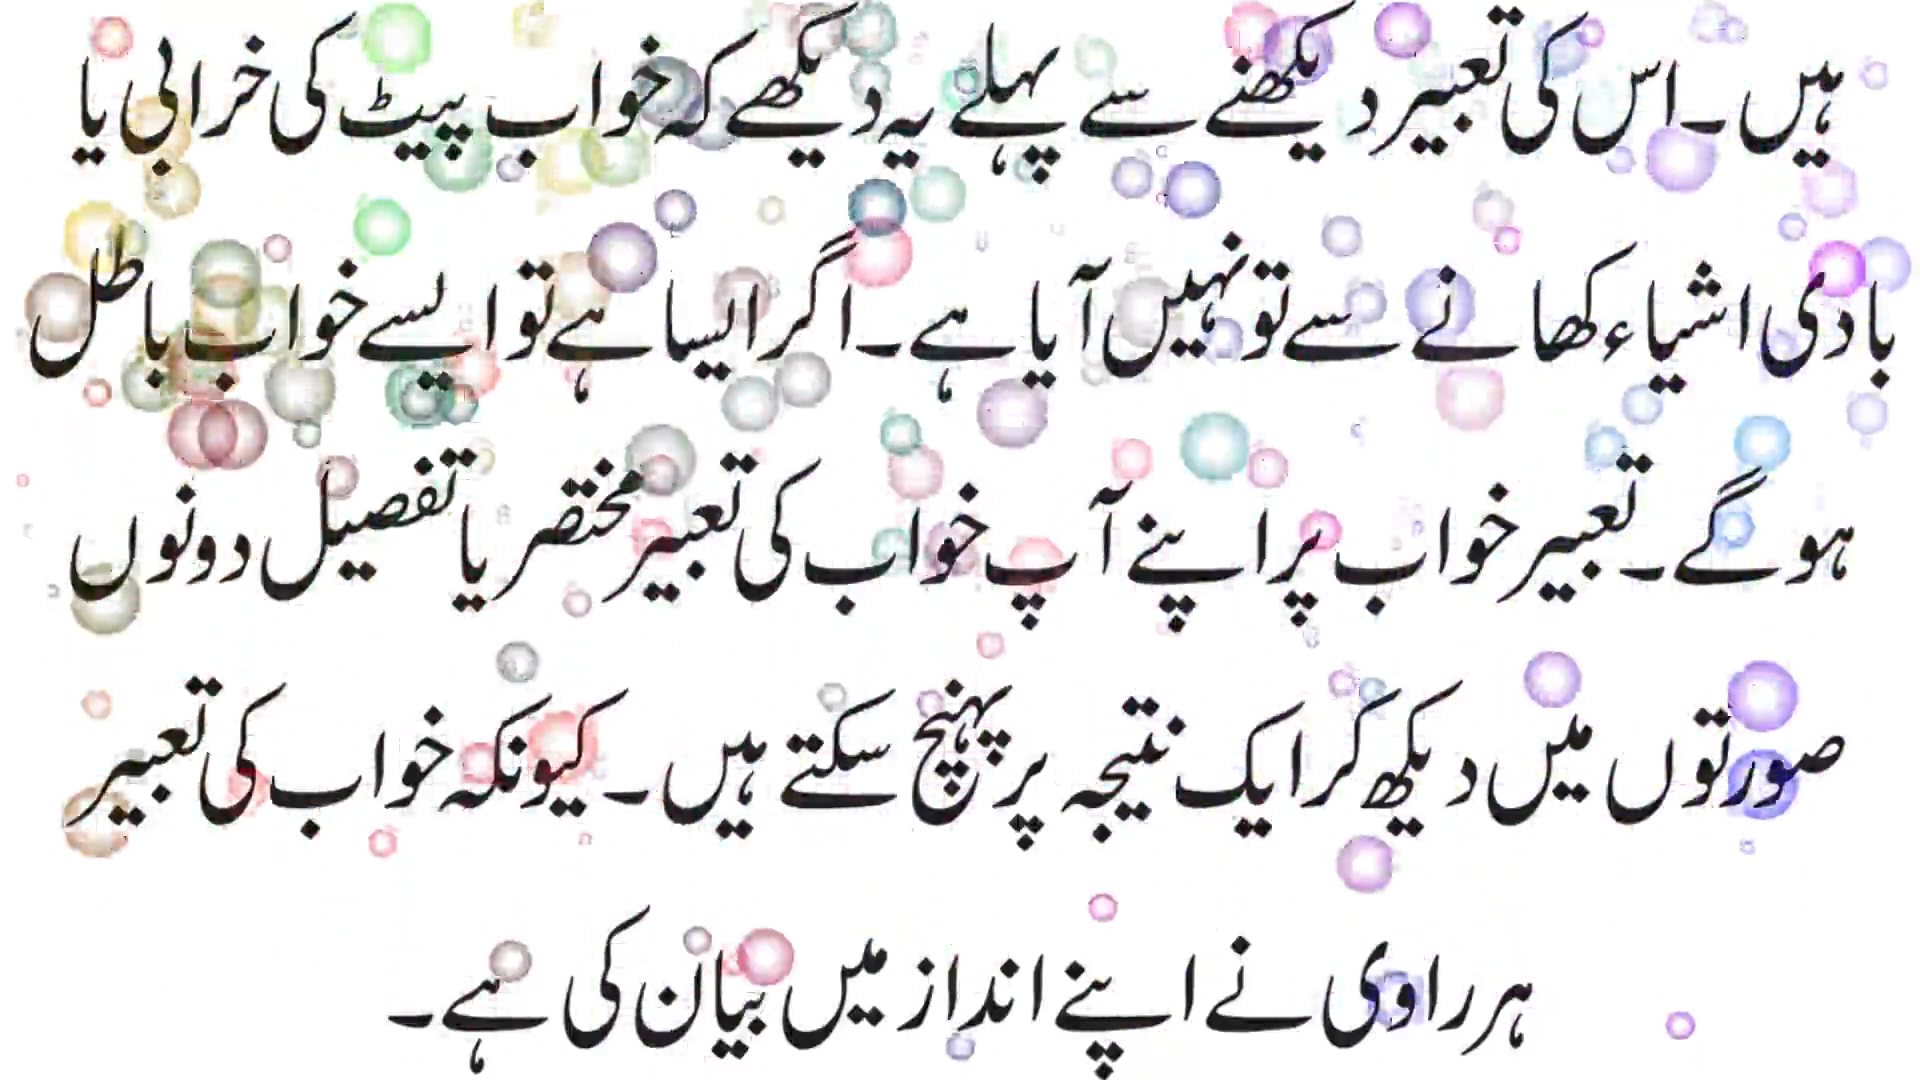 ہیں۔اس کی تعبیر دیکھنے سے پہلے یہ دیکھے کہ خواب پیٹ کی خرابی یا
بادی اشیاء کھانے سے تو نہیں آیا ہے۔اگر ایسا ہے تو ایسے خواب باطل
ہوگے۔تعبیر خواب پر اپنے آپ خواب کی تعبیر مختصر یا تفصیل دونوں
صورتوں میں دیکھ کر ایک نتیجہ پر پہنچ سکتے ہیں۔کیونکہ خواب کی تعبیر
ہر راوی نے اپنے انداز میں بیان کی ہے۔